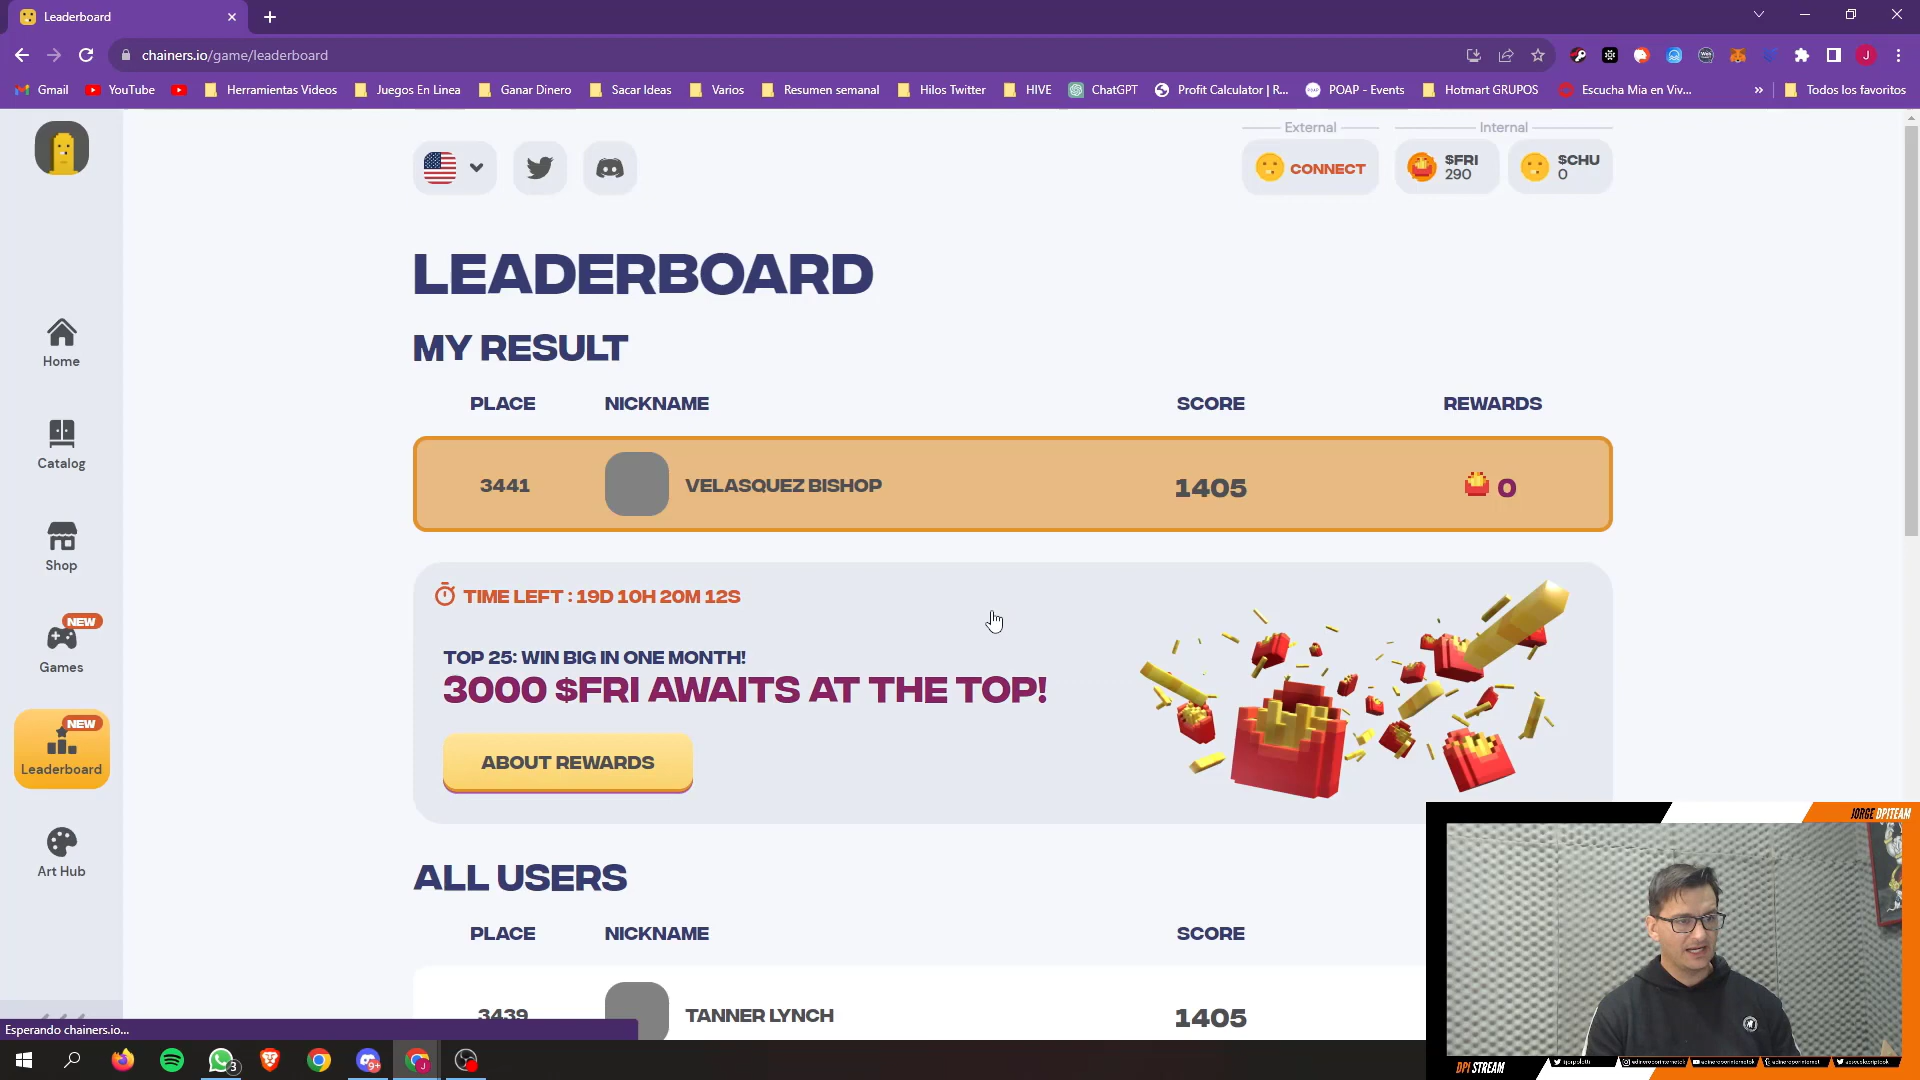 Leaderboard
chainers.io/game/leaderboard
J
Gmail YouTube Herramientas Videos Juegos En Linea Ganar Dinero Sacar Ideas Varios Resumen semanal Hilos Twitter HIVE ChatGPT Profit Calculator | R... POAP - Events Hotmart GRUPOS Escucha Mia en Viv... » Todos los favoritos
External Internal
CONNECT
$FRI
290
$CHU
0
LEADERBOARD
MY RESULT
PLACE NICKNAME SCORE REWARDS
3441 VELASQUEZ BISHOP 1405 0
TIME LEFT : 19D 10H 20M 12S
TOP 25: WIN BIG IN ONE MONTH!
3000 $FRI AWAITS AT THE TOP!
ABOUT REWARDS
ALL USERS
PLACE NICKNAME SCORE
3439 TANNER LYNCH 1405
Home
Catalog
Shop
NEW
Games
NEW
Leaderboard
Art Hub
Esperando chainers.io...
3
9+
JORGE DPITEAM
DPI STREAM